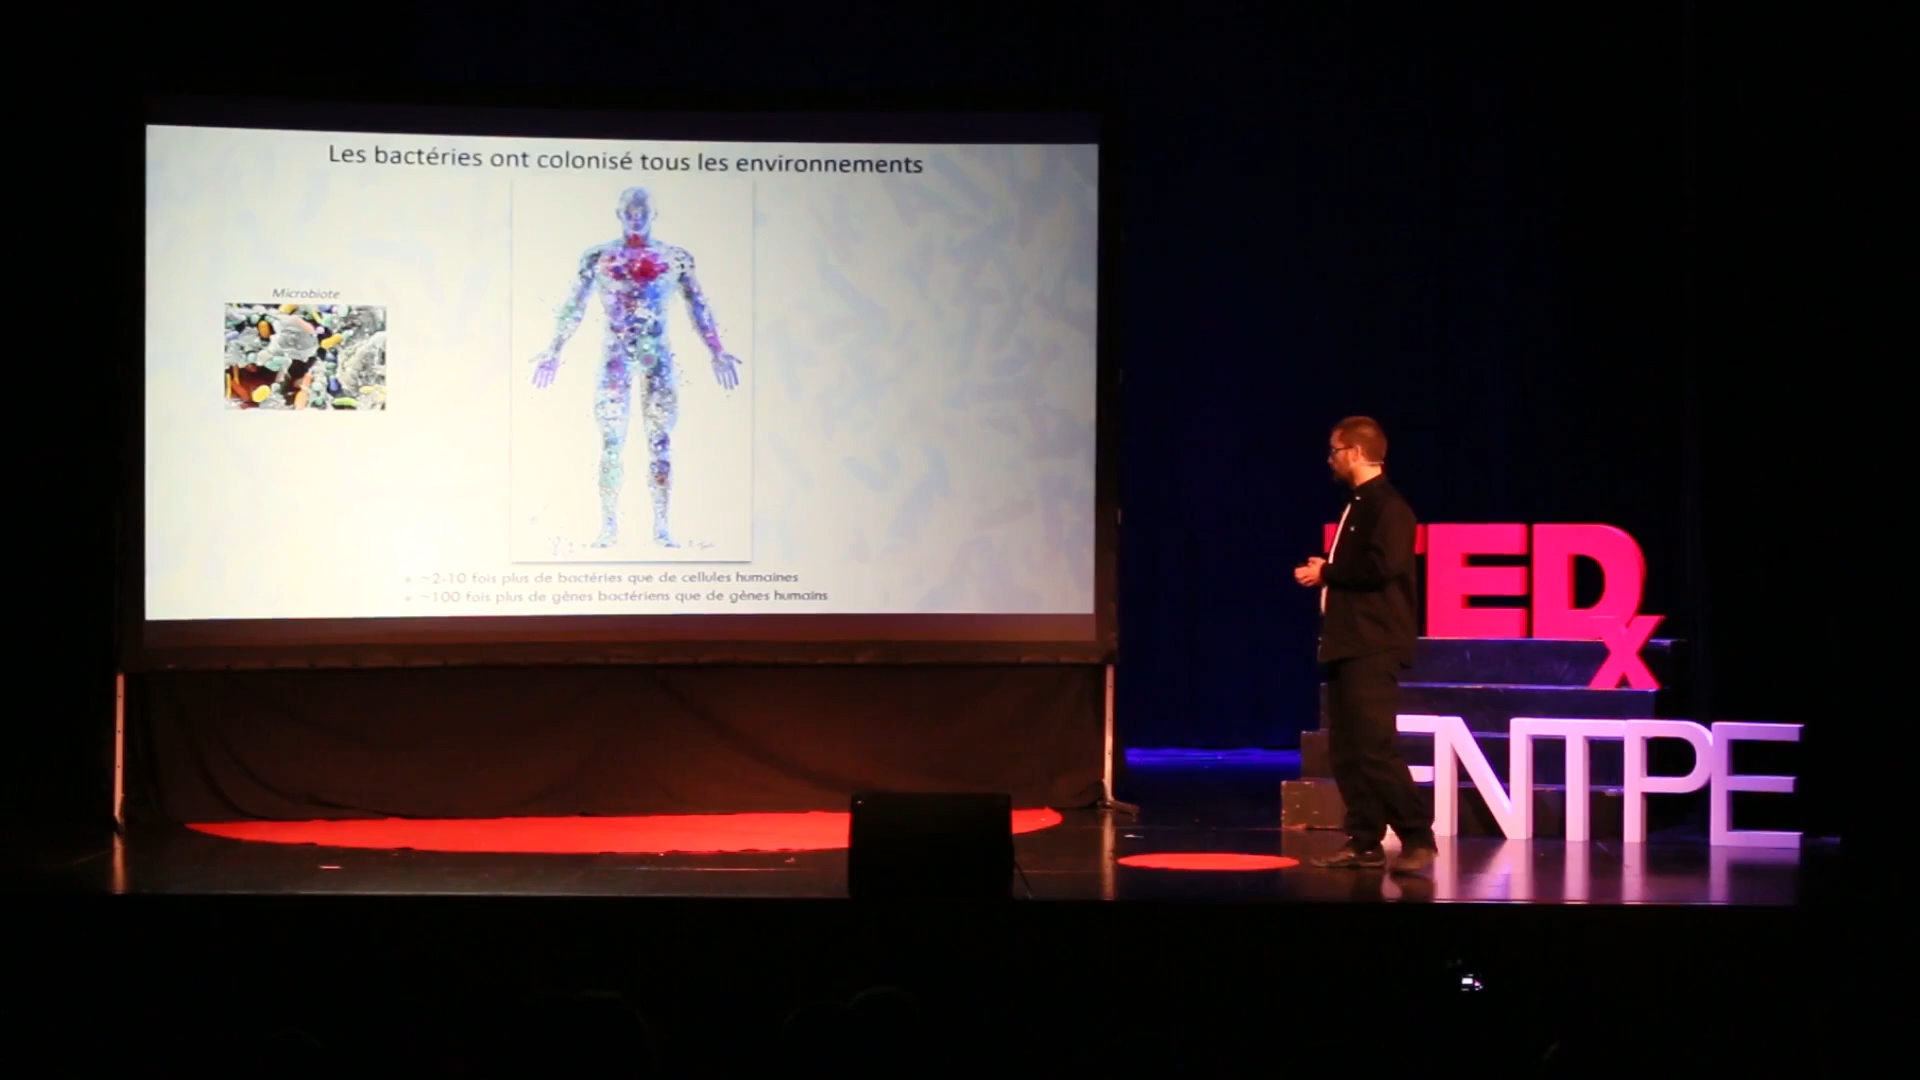 Les bactéries ont colonisé tous les environnements
Microbiote
~2-10 fois plus de bactéries que de cellules humaines
~100 fois plus de gènes bactériens que de gènes humains
TEDx
ENTPE